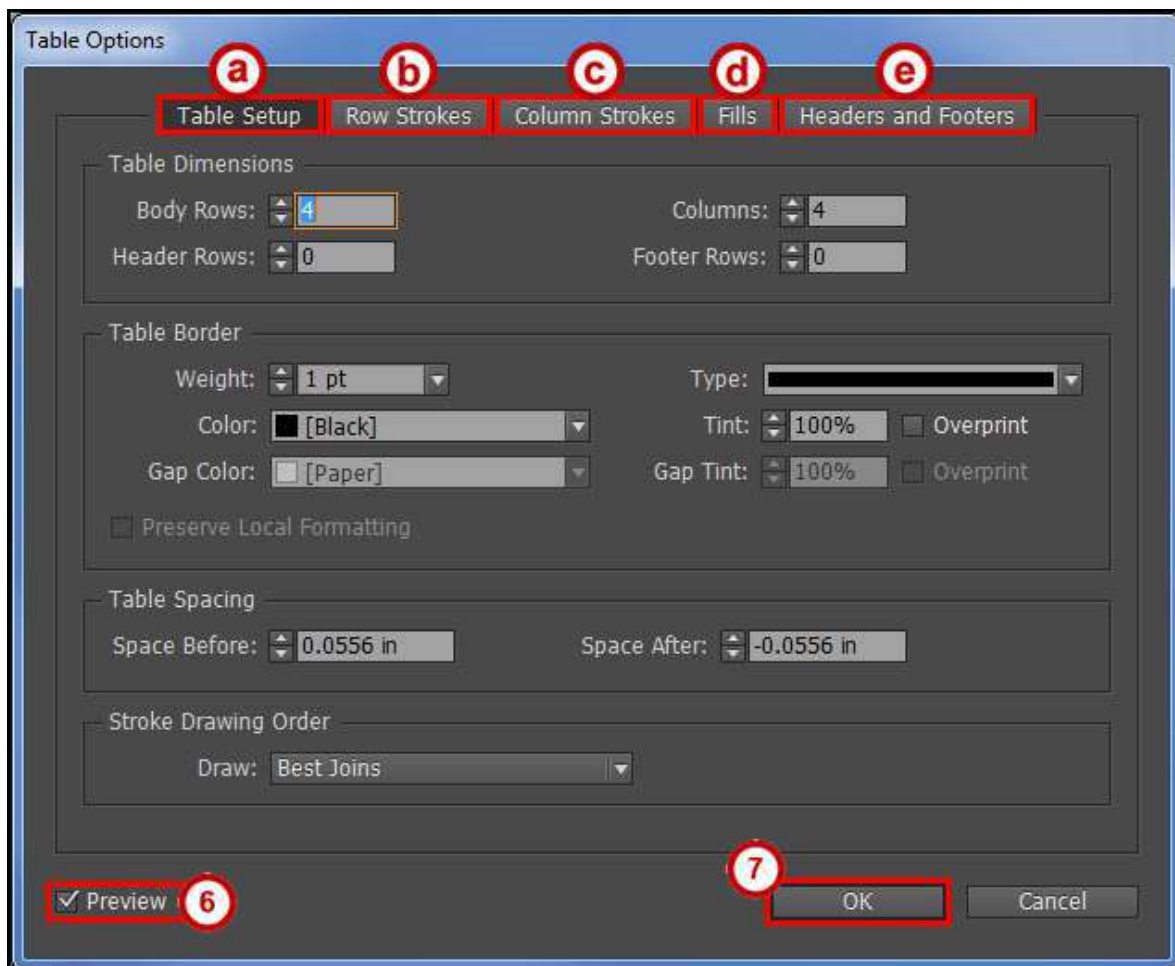 Table Options
a b c d e
Table Setup Row Strokes Column Strokes Fills Headers and Footers
Table Dimensions
Body Rows: 4 Columns: 4
Header Rows: 0 Footer Rows: 0
Table Border
Weight: 1 pt Type:
Color: [Black] Tint: 100% Overprint
Gap Color: [Paper] Gap Tint: 100% Overprint
Preserve Local Formatting
Table Spacing
Space Before: 0.0556 in Space After: -0.0556 in
Stroke Drawing Order
Draw: Best Joins
7
Preview 6 OK Cancel